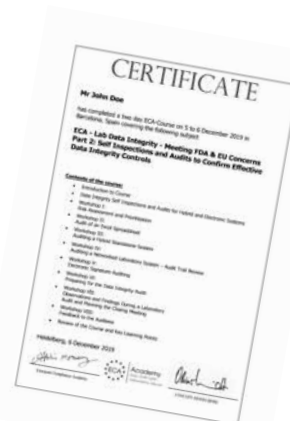 CERTIFICATE
Mr John Doe
has completed a two day ECA Course on 5 to 6 December 2019 in
Barcelona, Spain covering the following subject
ECA - Lab Data Integrity - Meeting FDA & EU Concerns
Part 2: Self Inspections and Audits to Confirm Effective
Data Integrity Controls
Contents of the course:
• Introduction to Course
• Data Integrity Self Inspections and Audits for Hybrid and Electronic Systems
• Workshop I:
Risk Assessment and Prioritisation
• Workshop II:
Audit of an Excel Spreadsheet
• Workshop III:
Auditing a Hybrid Standalone System
• Workshop IV:
Auditing a Networked Laboratory System - Audit Trail Review
• Workshop V:
Electronic Signature Auditing
• Workshop VI:
Preparing for the Data Integrity Audit
• Workshop VII:
Observations and Findings During a Laboratory
Audit and Planning the Closing Meeting
• Workshop VIII:
Feedback to the Auditees
• Review of the Course and Key Learning Points
Heidelberg, 6 December 2019
ECA Academy
European Compliance Academy